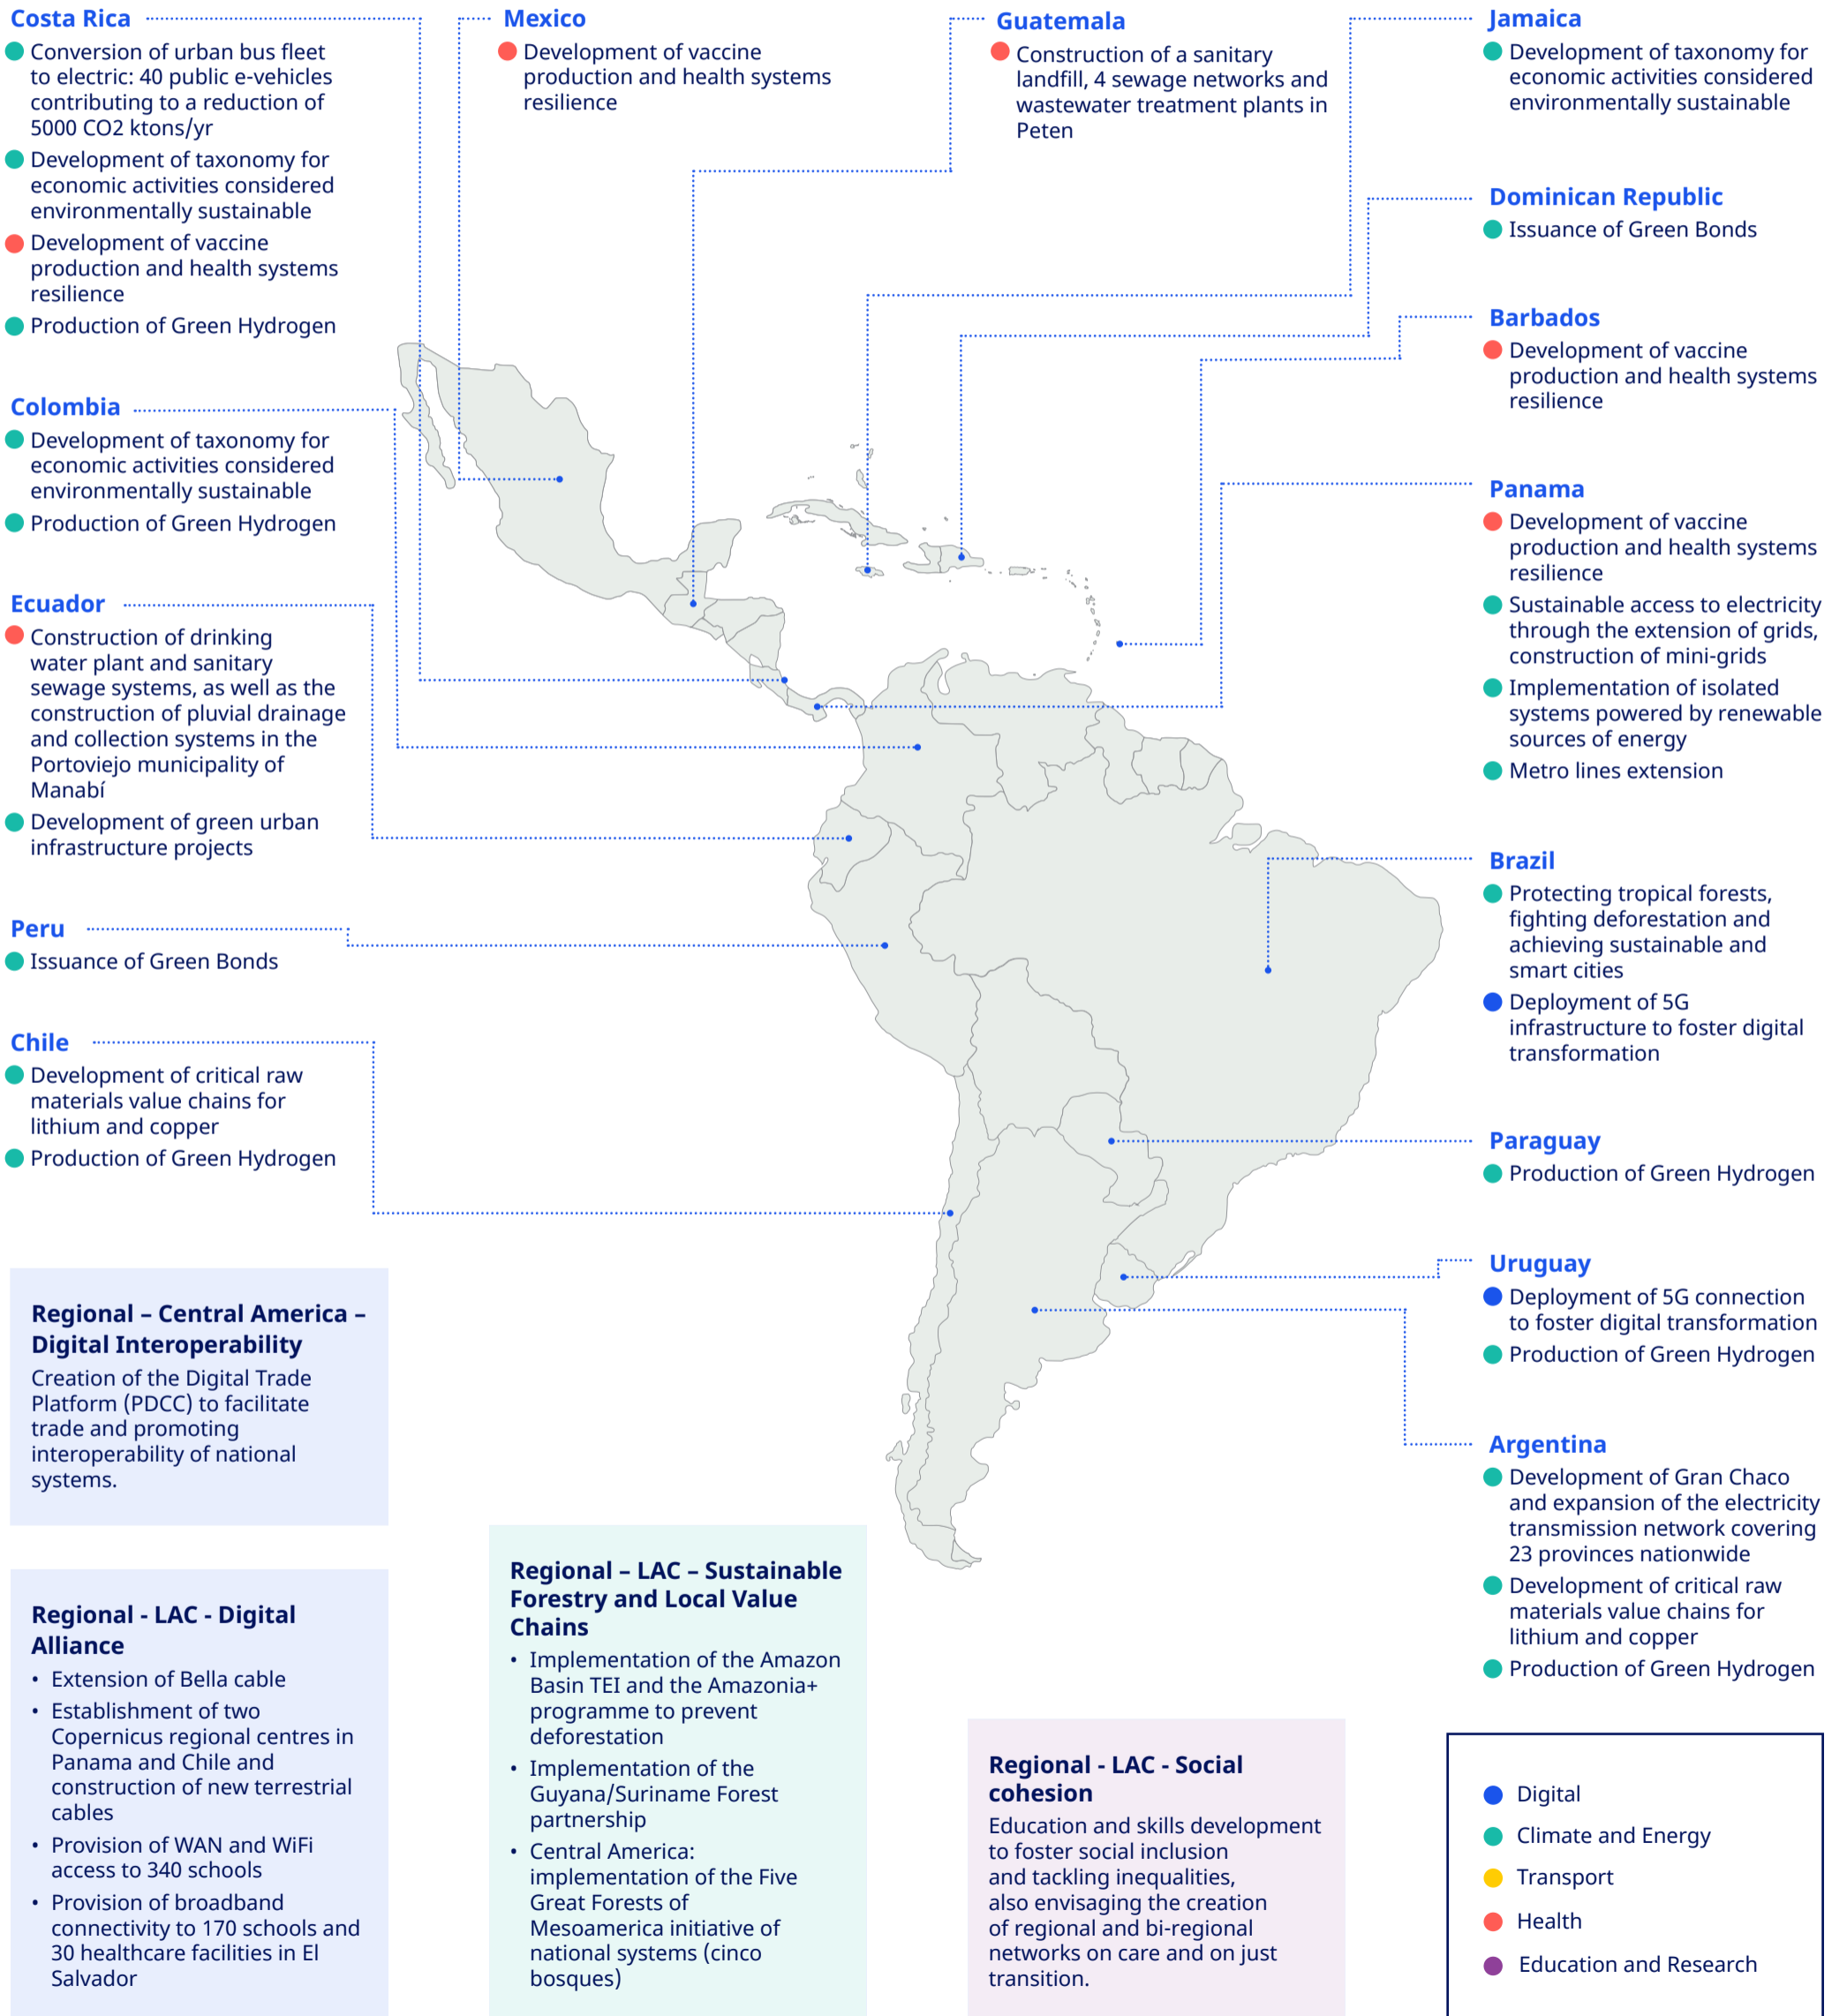 Costa Rica
Conversion of urban bus fleet
to electric: 40 public e-vehicles
contributing to a reduction of
5000 CO2 ktons/yr
Development of taxonomy for
economic activities considered
environmentally sustainable
Development of vaccine
production and health systems
resilience
Production of Green Hydrogen
Colombia
Development of taxonomy for
economic activities considered
environmentally sustainable
Production of Green Hydrogen
Ecuador
Construction of drinking
water plant and sanitary
sewage systems, as well as the
construction of pluvial drainage
and collection systems in the
Portoviejo municipality of
Manabí
Development of green urban
infrastructure projects
Peru
Issuance of Green Bonds
Chile
Development of critical raw
materials value chains for
lithium and copper
Production of Green Hydrogen
Mexico
Development of vaccine
production and health systems
resilience
Guatemala
Construction of a sanitary
landfill, 4 sewage networks and
wastewater treatment plants in
Peten
Jamaica
Development of taxonomy for
economic activities considered
environmentally sustainable
Dominican Republic
Issuance of Green Bonds
Barbados
Development of vaccine
production and health systems
resilience
Panama
Development of vaccine
production and health systems
resilience
Sustainable access to electricity
through the extension of grids,
construction of mini-grids
Implementation of isolated
systems powered by renewable
sources of energy
Metro lines extension
Brazil
Protecting tropical forests,
fighting deforestation and
achieving sustainable and
smart cities
Deployment of 5G
infrastructure to foster digital
transformation
Paraguay
Production of Green Hydrogen
Uruguay
Deployment of 5G connection
to foster digital transformation
Production of Green Hydrogen
Argentina
Development of Gran Chaco
and expansion of the electricity
transmission network covering
23 provinces nationwide
Development of critical raw
materials value chains for
lithium and copper
Production of Green Hydrogen
Regional – Central America –
Digital Interoperability
Creation of the Digital Trade
Platform (PDCC) to facilitate
trade and promoting
interoperability of national
systems.
Regional - LAC - Digital
Alliance
• Extension of Bella cable
• Establishment of two
Copernicus regional centres in
Panama and Chile and
construction of new terrestrial
cables
• Provision of WAN and WiFi
access to 340 schools
• Provision of broadband
connectivity to 170 schools and
30 healthcare facilities in El
Salvador
Regional – LAC – Sustainable
Forestry and Local Value
Chains
• Implementation of the Amazon
Basin TEI and the Amazonia+
programme to prevent
deforestation
• Implementation of the
Guyana/Suriname Forest
partnership
• Central America:
implementation of the Five
Great Forests of
Mesoamerica initiative of
national systems (cinco
bosques)
Regional - LAC - Social
cohesion
Education and skills development
to foster social inclusion
and tackling inequalities,
also envisaging the creation
of regional and bi-regional
networks on care and on just
transition.
Digital
Climate and Energy
Transport
Health
Education and Research